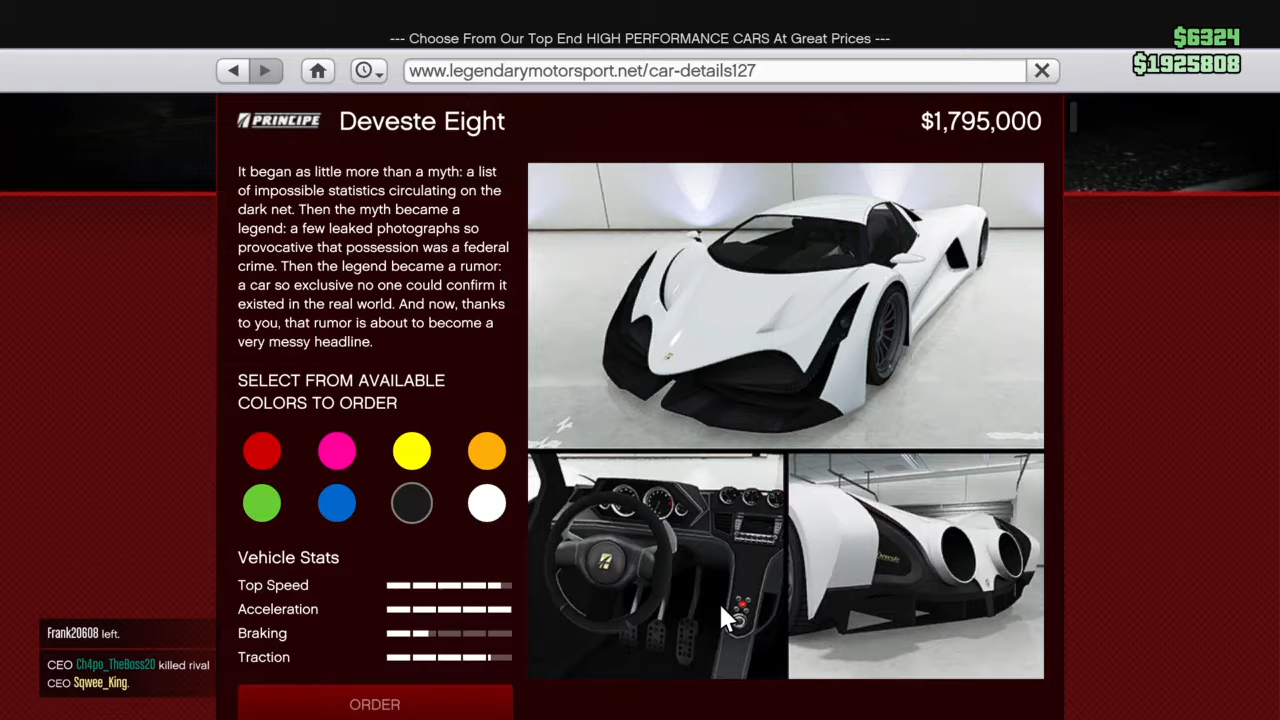 --- Choose From Our Top End HIGH PERFORMANCE CARS At Great Prices ---
$6324
$1925808
www.legendarymotorsport.net/car-details127
PRINCIPE
Deveste Eight
$1,795,000
It began as little more than a myth: a list
of impossible statistics circulating on the
dark net. Then the myth became a
legend: a few leaked photographs so
provocative that possession was a federal
crime. Then the legend became a rumor:
a car so exclusive no one could confirm it
existed in the real world. And now, thanks
to you, that rumor is about to become a
very messy headline.
SELECT FROM AVAILABLE
COLORS TO ORDER
Vehicle Stats
Top Speed
Acceleration
Braking
Traction
ORDER
Frank20608 left.
CEO Ch4po_TheBoss20 killed rival
CEO Sqwee_King.